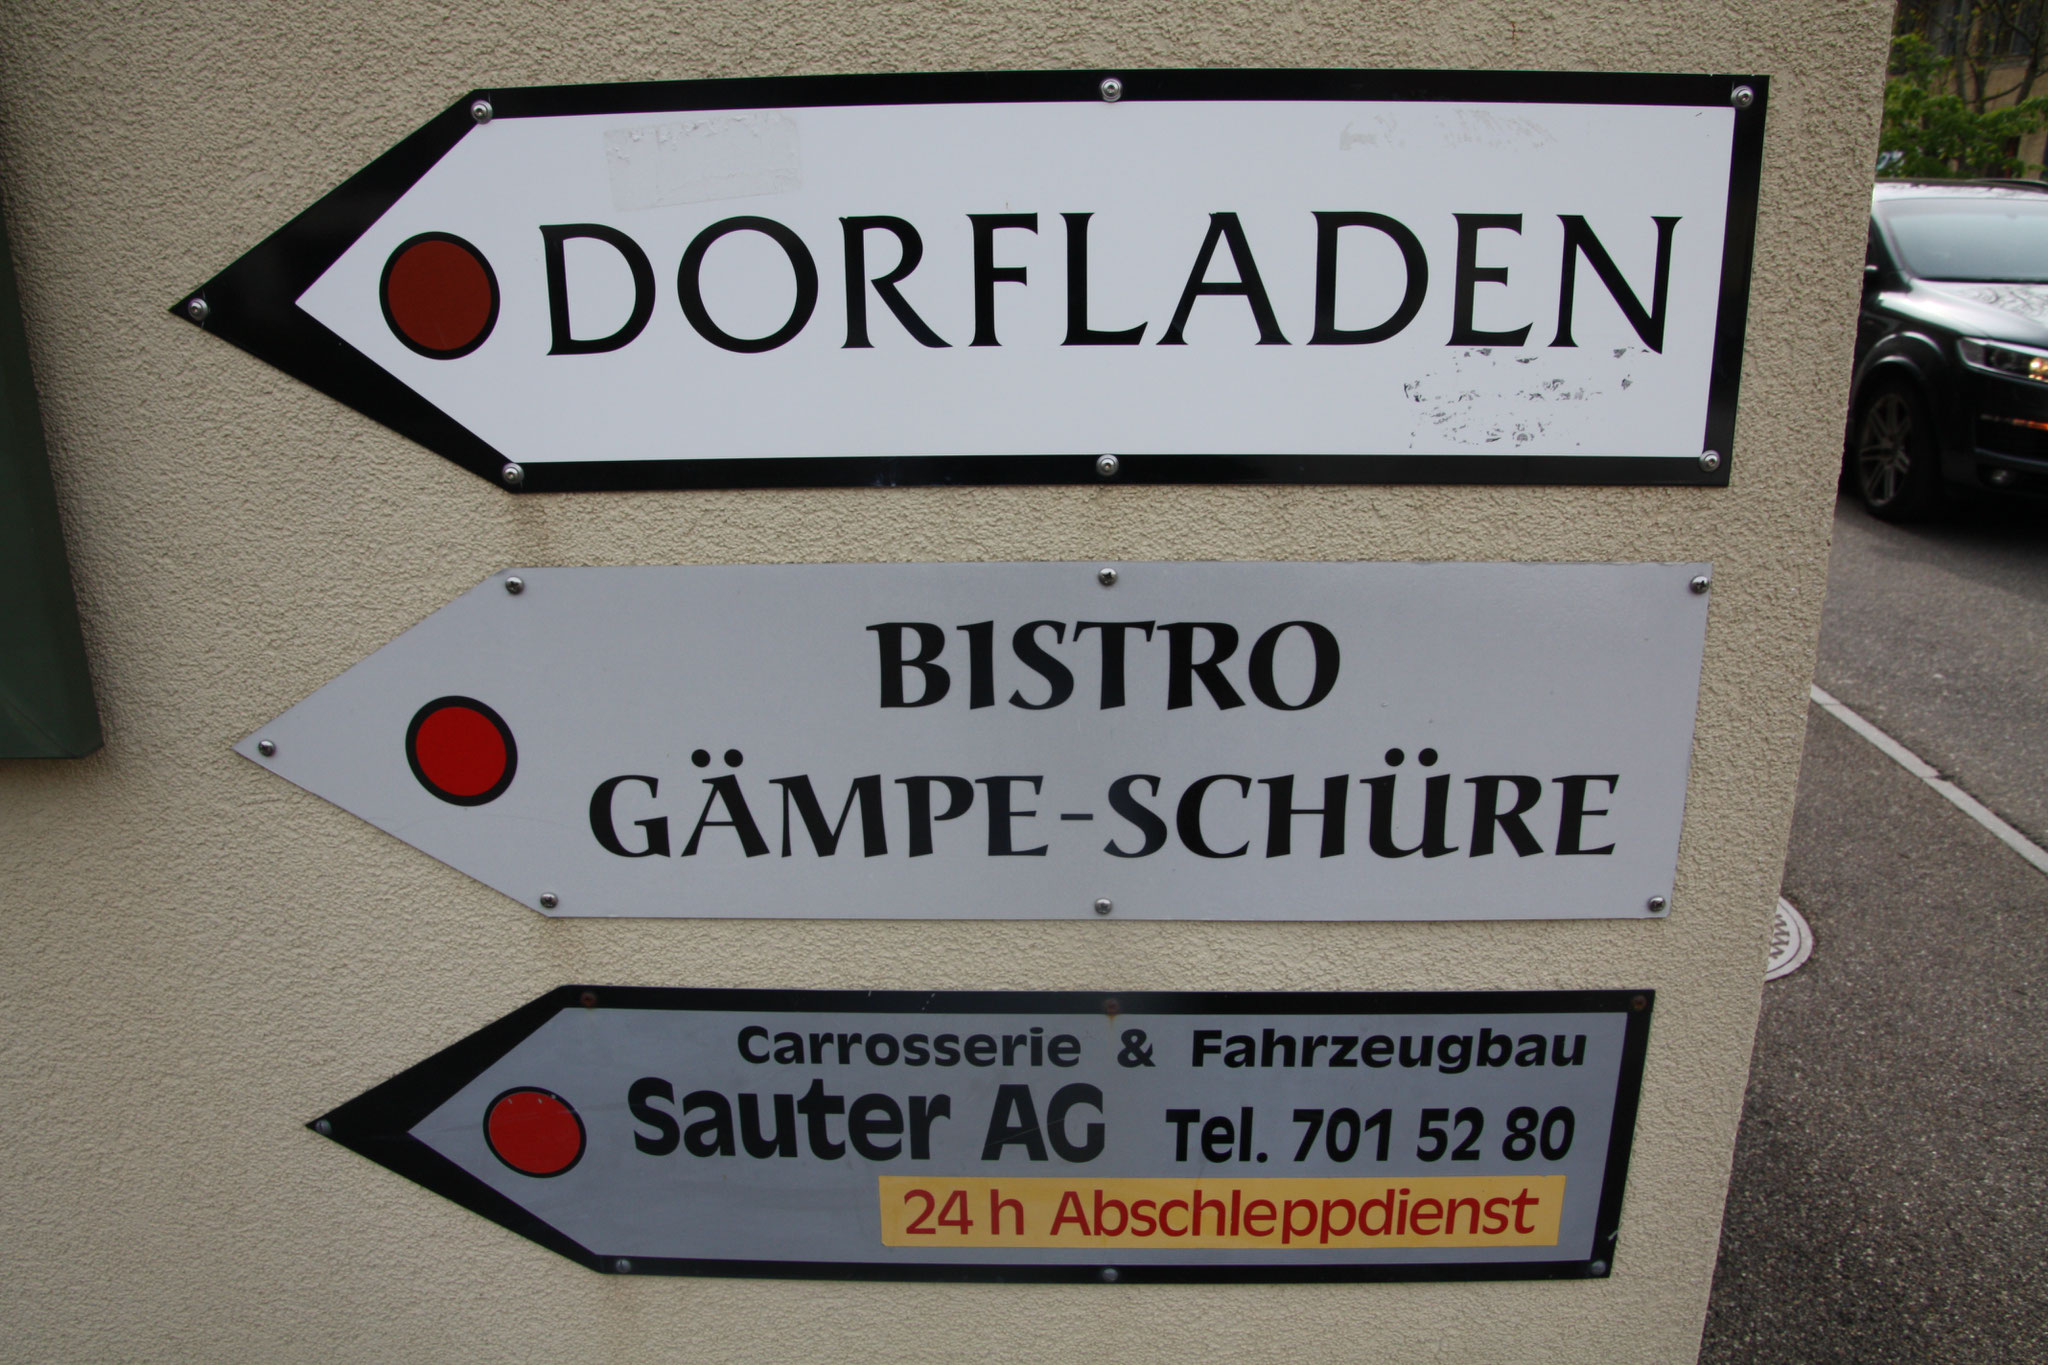 DORFLADEN
BISTRO
GÄMPE-SCHÜRE
Carrosserie & Fahrzeugbau
Sauter AG Tel. 701 52 80
24 h Abschleppdienst